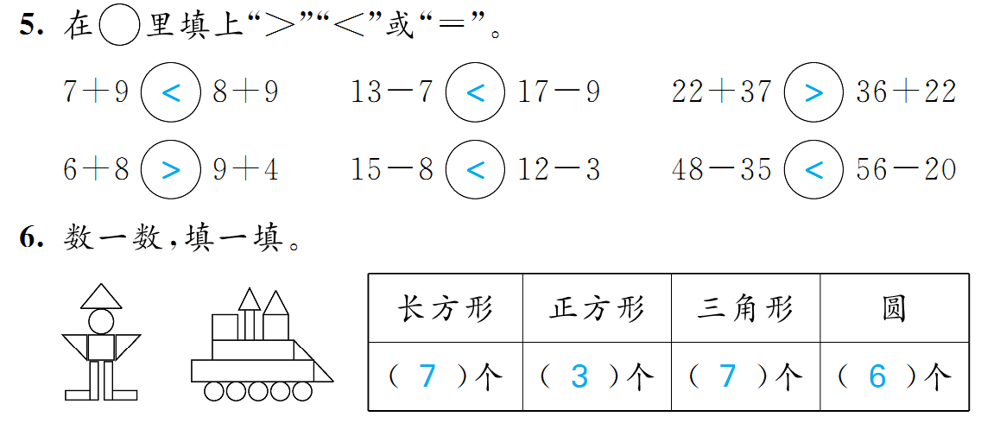 5. 在○里填上“＞”“＜”或“＝”。
7＋9 < 8＋9 13－7 < 17－9 22＋37 > 36＋22
6＋8 > 9＋4 15－8 < 12－3 48－35 < 56－20
6. 数一数,填一填。
长方形 正方形 三角形 圆
( 7 )个 ( 3 )个 ( 7 )个 ( 6 )个